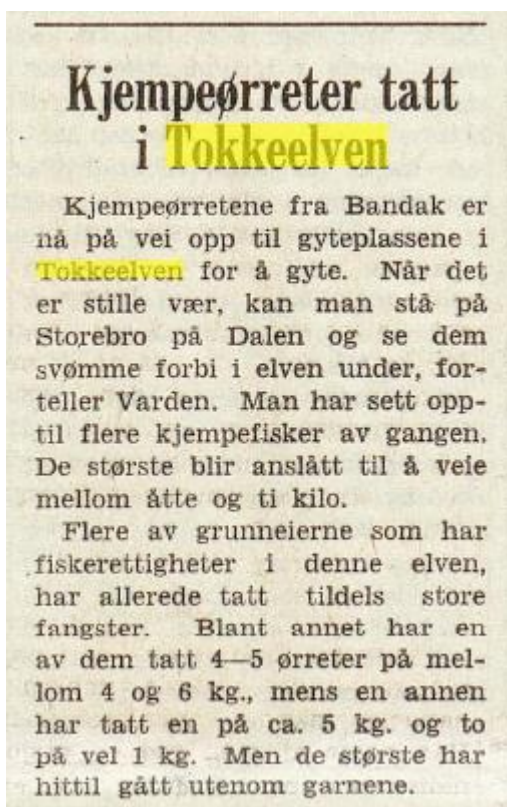 Kjempeørreter tatt
i Tokkeelven
Kjempeørretene fra Bandak er
nå på vei opp til gyteplassene i
Tokkeelven for å gyte. Når det
er stille vær, kan man stå på
Storebro på Dalen og se dem
svømme forbi i elven under, for-
teller Varden. Man har sett opp-
til flere kjempefisker av gangen.
De største blir anslått til å veie
mellom åtte og ti kilo.
Flere av grunneierne som har
fiskerettigheter i denne elven,
har allerede tatt tildels store
fangster. Blant annet har en
av dem tatt 4—5 ørreter på mel-
lom 4 og 6 kg., mens en annen
har tatt en på ca. 5 kg. og to
på vel 1 kg. Men de største har
hittil gått utenom garnene.